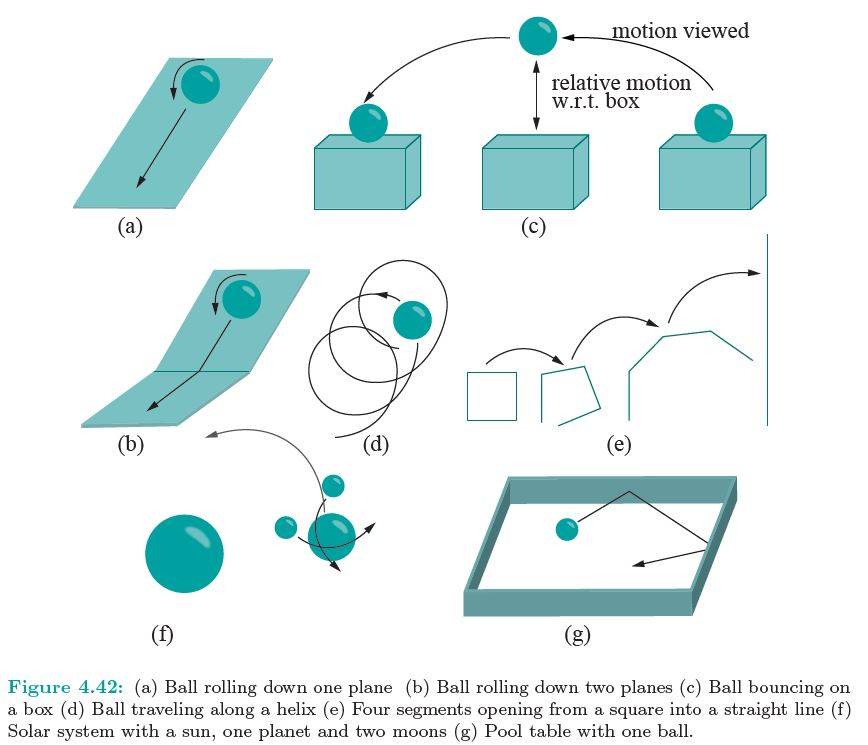 motion viewed
relative motion
w.r.t. box
(a)
(c)
(b)
(d)
(e)
(f)
(g)
Figure 4.42: (a) Ball rolling down one plane (b) Ball rolling down two planes (c) Ball bouncing on
a box (d) Ball traveling along a helix (e) Four segments opening from a square into a straight line (f)
Solar system with a sun, one planet and two moons (g) Pool table with one ball.